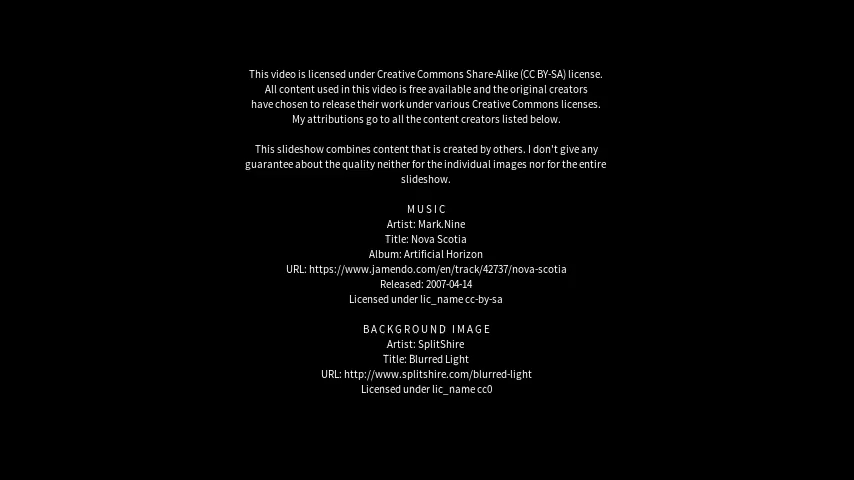 This video is licensed under Creative Commons Share-Alike (CC BY-SA) license.
All content used in this video is free available and the original creators
have chosen to release their work under various Creative Commons licenses.
My attributions go to all the content creators listed below.
This slideshow combines content that is created by others. I don't give any
guarantee about the quality neither for the individual images nor for the entire
slideshow.
MUSIC
Artist: Mark.Nine
Title: Nova Scotia
Album: Artificial Horizon
URL: https://www.jamendo.com/en/track/42737/nova-scotia
Released: 2007-04-14
Licensed under lic_name cc-by-sa
BACKGROUND IMAGE
Artist: SplitShire
Title: Blurred Light
URL: http://www.splitshire.com/blurred-light
Licensed under lic_name cc0